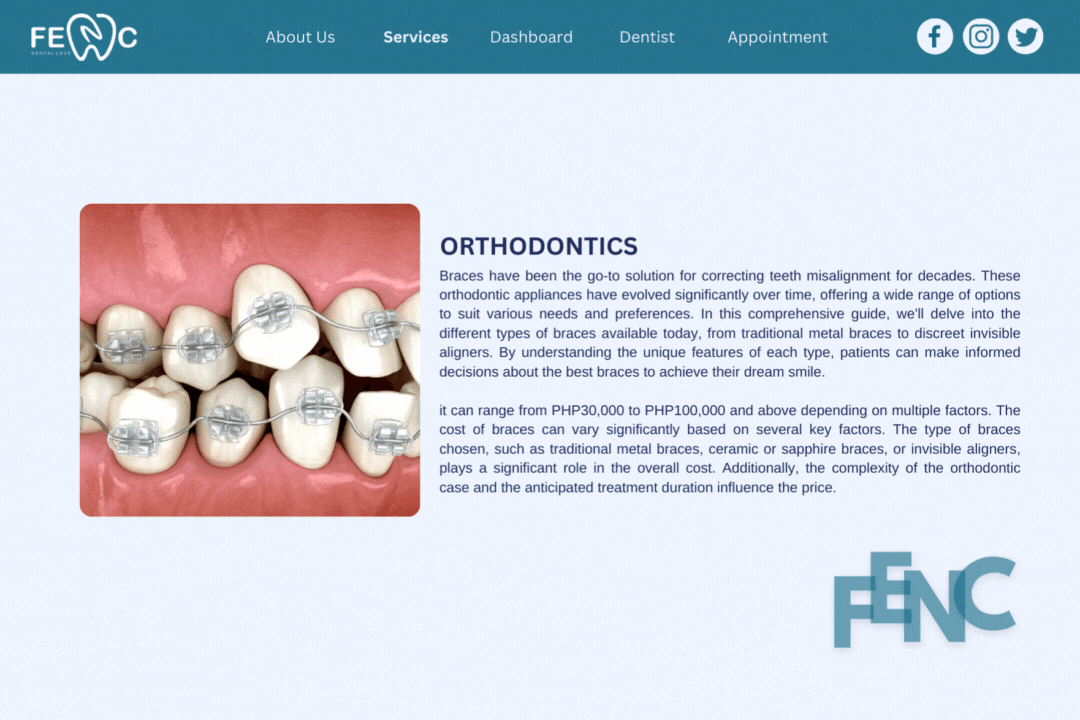 FENC
About Us
Services
Dashboard
Dentist
Appointment
ORTHODONTICS
Braces have been the go-to solution for correcting teeth misalignment for decades. These
orthodontic appliances have evolved significantly over time, offering a wide range of options
to suit various needs and preferences. In this comprehensive guide, we'll delve into the
different types of braces available today, from traditional metal braces to discreet invisible
aligners. By understanding the unique features of each type, patients can make informed
decisions about the best braces to achieve their dream smile.
it can range from PHP30,000 to PHP100,000 and above depending on multiple factors. The
cost of braces can vary significantly based on several key factors. The type of braces
chosen, such as traditional metal braces, ceramic or sapphire braces, or invisible aligners,
plays a significant role in the overall cost. Additionally, the complexity of the orthodontic
case and the anticipated treatment duration influence the price.
FENC